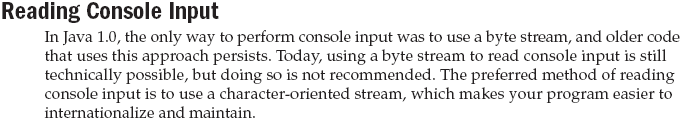 Reading Console Input
In Java 1.0, the only way to perform console input was to use a byte stream, and older code
that uses this approach persists. Today, using a byte stream to read console input is still
technically possible, but doing so is not recommended. The preferred method of reading
console input is to use a character-oriented stream, which makes your program easier to
internationalize and maintain.